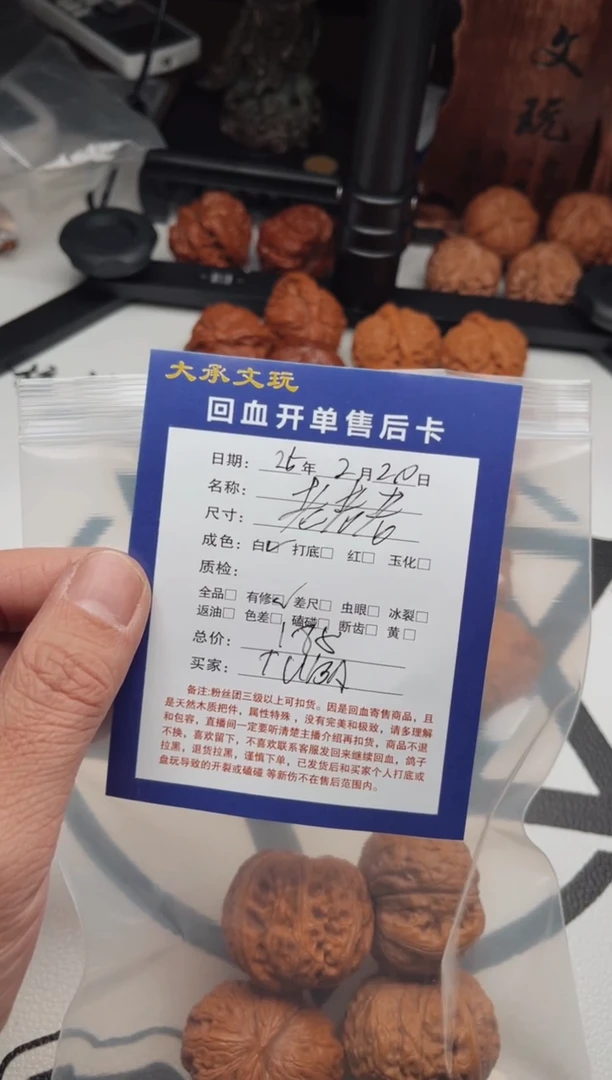 文
玩
大承文玩
回血开单售后卡
日期： 25年 2月20日
名称：
尺寸：
成色： 白☑ 打底□ 红□ 玉化□
质检：
全品□ 有修☑ 差尺□ 虫眼□ 冰裂□
返油□ 色差□ 磕碰□ 断齿□ 黄□
总价：
买家： TUBA
备注:粉丝团三级以上可扣货。因是回血寄售商品，且
是天然木质把件，属性特殊，没有完美和极致，请多理解
和包容，直播间一定要听清楚主播介绍再扣货，商品不退
不换，喜欢留下，不喜欢联系客服发回来继续回血，鸽子
拉黑，退货拉黑，谨慎下单，已发货后和买家个人打底或
盘玩导致的开裂或磕碰 等新伤不在售后范围内。